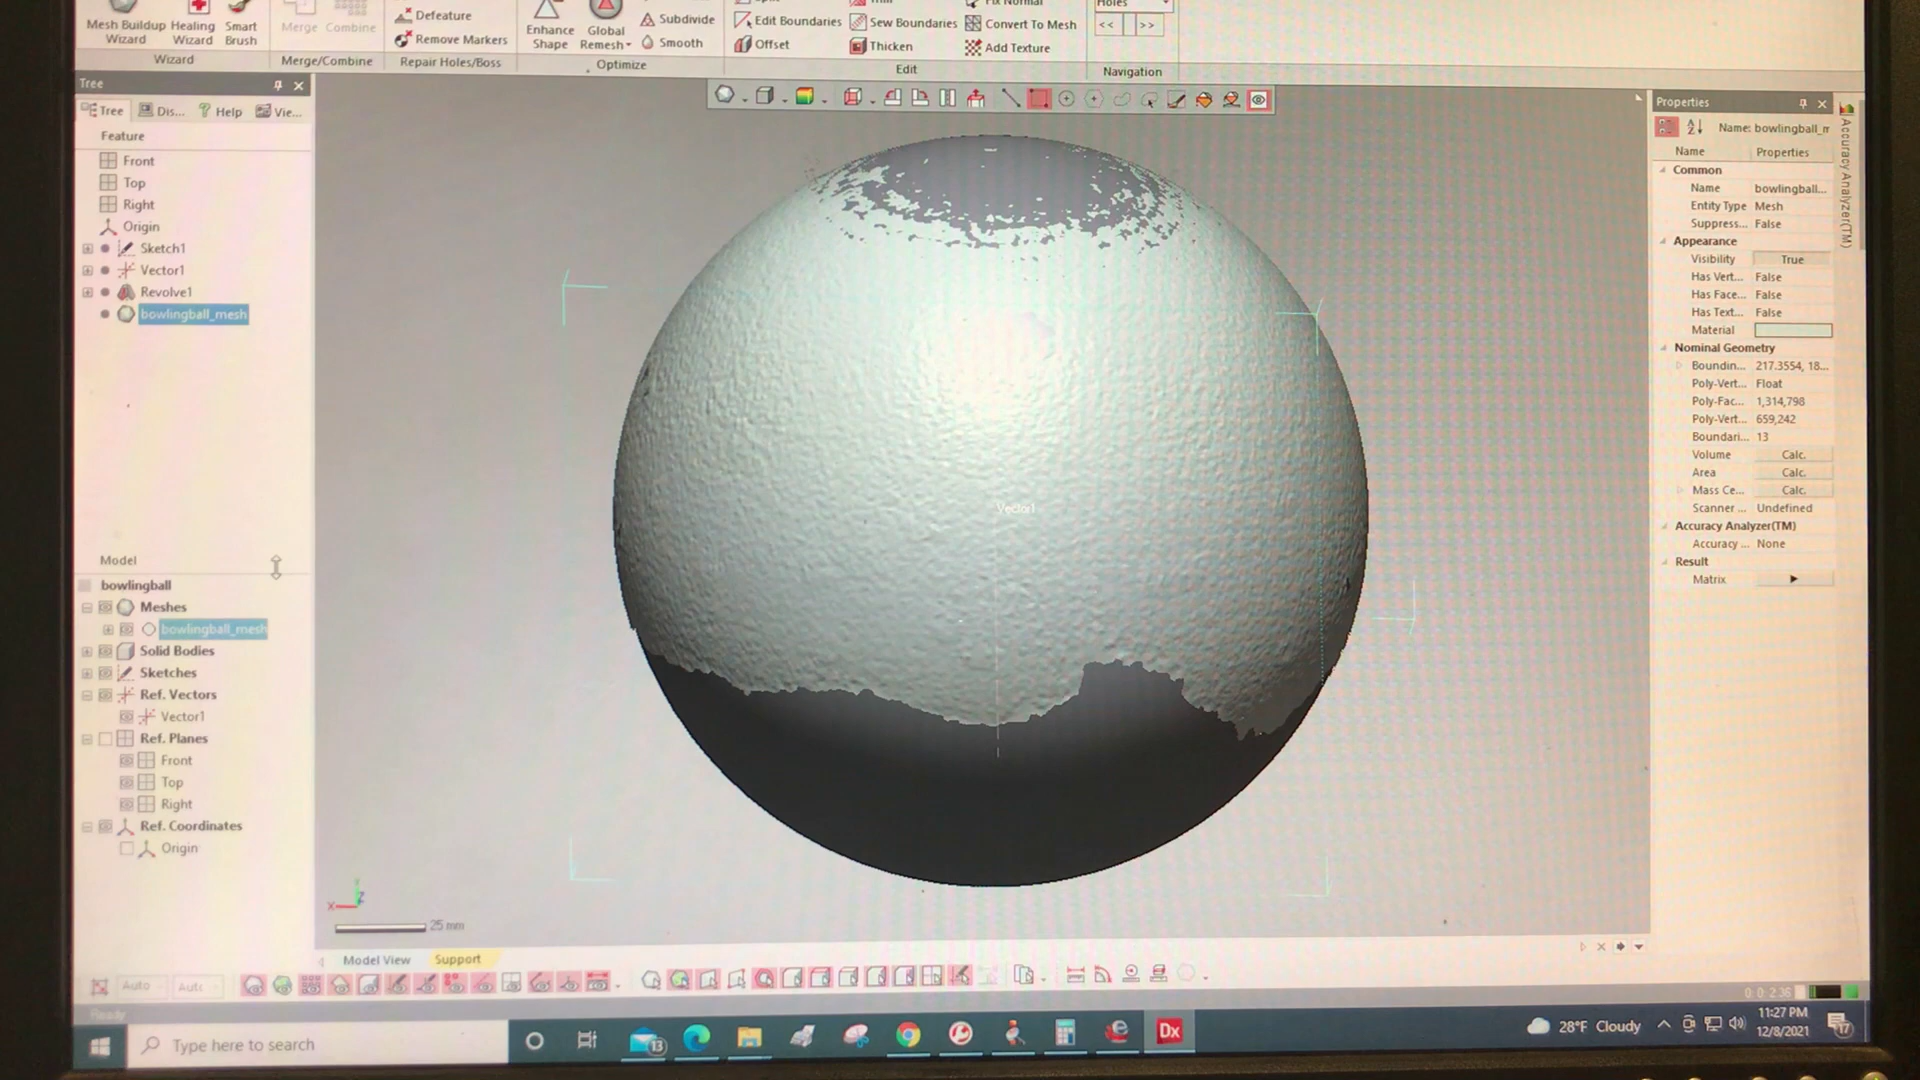 Mesh Buildup Wizard
Healing Wizard
Smart Brush
Merge
Combine
Defeature
Remove Markers
Enhance Shape
Global Remesh
Subdivide
Smooth
Edit Boundaries
Offset
Sew Boundaries
Thicken
Convert To Mesh
Add Texture
<< >>
Wizard
Merge/Combine
Repair Holes/Boss
Optimize
Edit
Navigation
Tree
Tree
Dis...
Help
Vie...
Feature
Front
Top
Right
Origin
Sketch1
Vector1
Revolve1
bowlingball_mesh
Model
bowlingball
Meshes
bowlingball_mesh
Solid Bodies
Sketches
Ref. Vectors
Vector1
Ref. Planes
Front
Top
Right
Ref. Coordinates
Origin
Vector1
X
25 mm
Model View
Support
Auto
Ready
Properties
Name: bowlingball_m
Name Properties
Common
Name bowlingball...
Entity Type Mesh
Suppress... False
Appearance
Visibility True
Has Vert... False
Has Face... False
Has Text... False
Material
Nominal Geometry
Boundin... 217.3554, 18...
Poly-Vert... Float
Poly-Fac... 1,314,798
Poly-Vert... 659,242
Boundari... 13
Volume Calc.
Area Calc.
Mass Ce... Calc.
Scanner ... Undefined
Accuracy Analyzer(TM)
Accuracy ... None
Result
Matrix
Accuracy Analyzer(TM)
0: 0: 2:36
Type here to search
13
Dx
28°F Cloudy
11:27 PM
12/8/2021
17